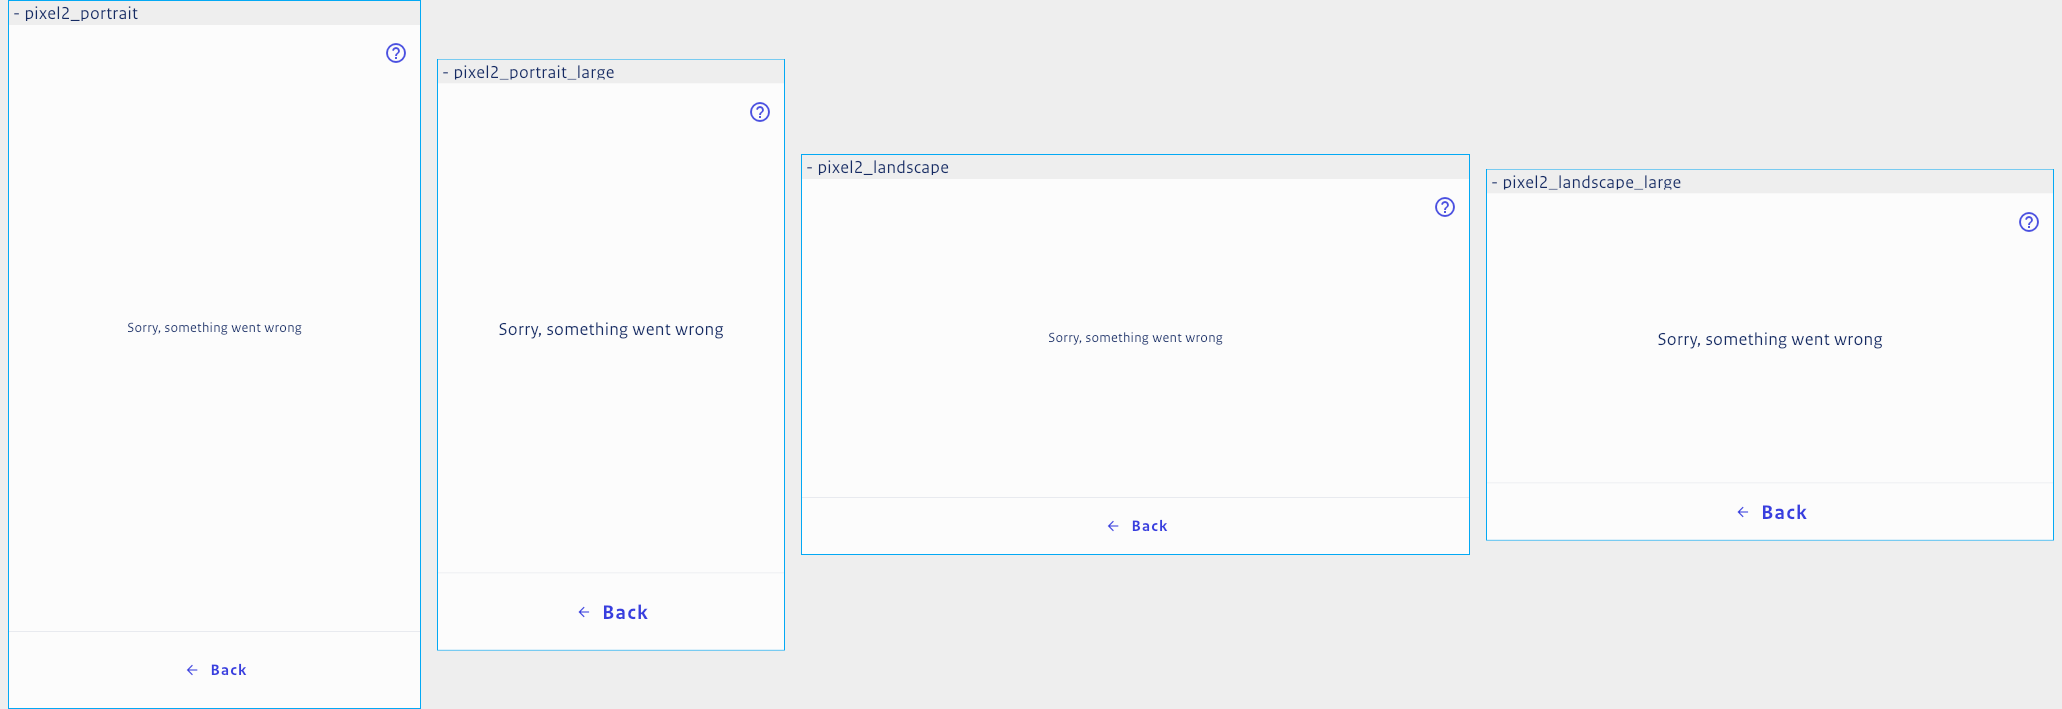 - pixel2_portrait
Sorry, something went wrong
← Back
- pixel2_portrait_large
Sorry, something went wrong
← Back
- pixel2_landscape
Sorry, something went wrong
← Back
- pixel2_landscape_large
Sorry, something went wrong
← Back